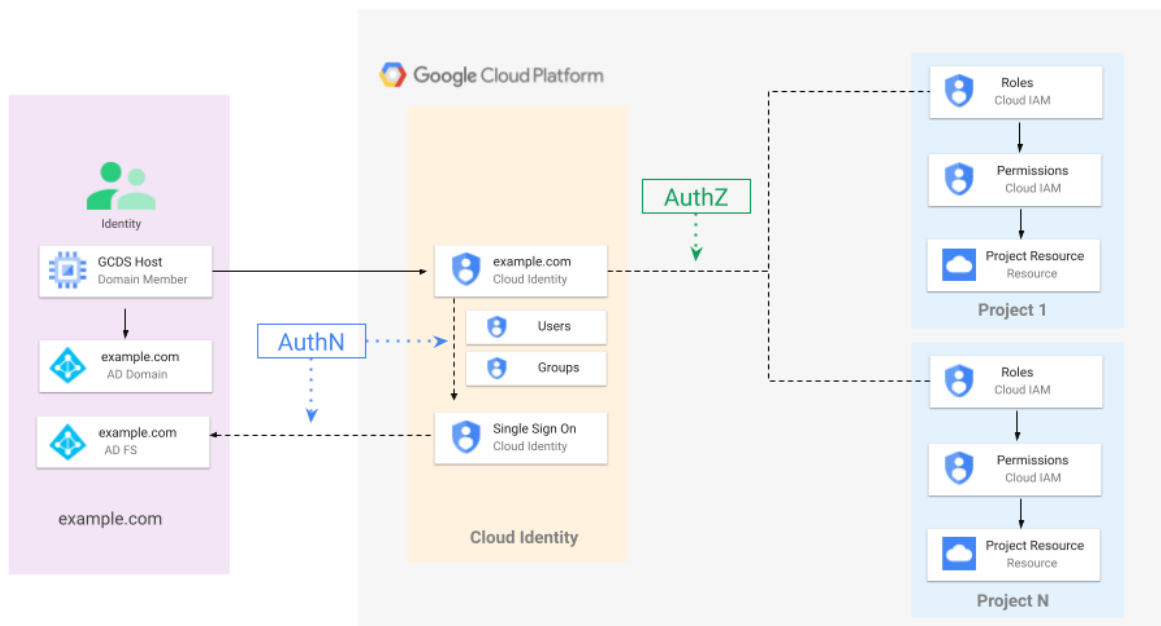 Google Cloud Platform
Identity
GCDS Host
Domain Member
example.com
AD Domain
example.com
AD FS
example.com
AuthN
example.com
Cloud Identity
Users
Groups
Single Sign On
Cloud Identity
Cloud Identity
AuthZ
Roles
Cloud IAM
Permissions
Cloud IAM
Project Resource
Resource
Project 1
Roles
Cloud IAM
Permissions
Cloud IAM
Project Resource
Resource
Project N